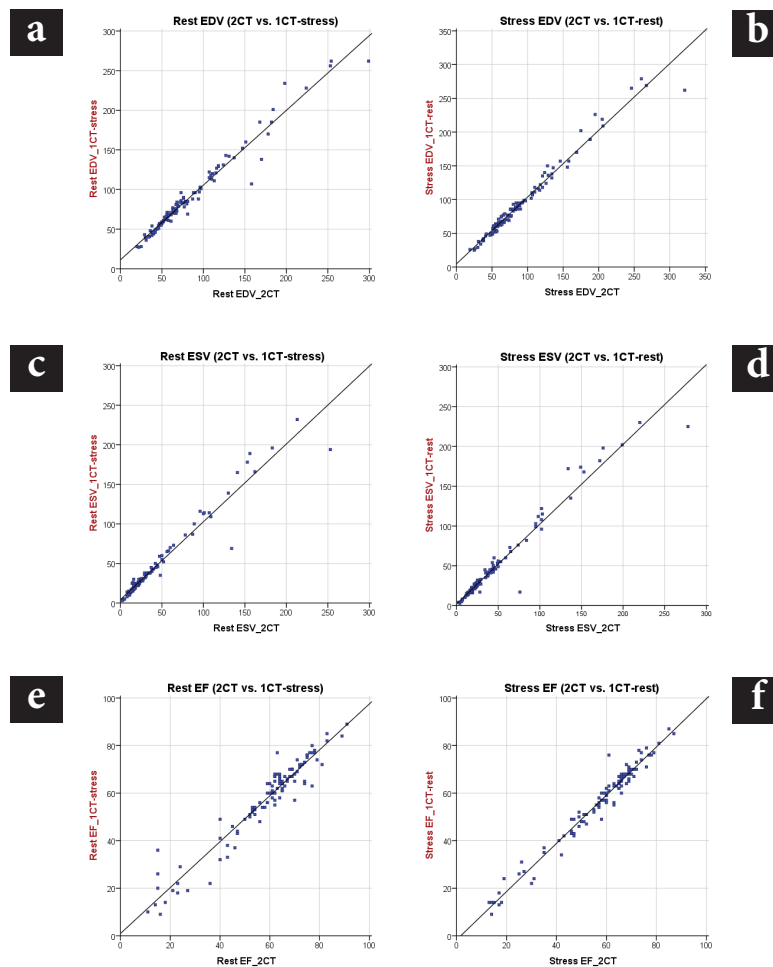 a
Rest EDV (2CT vs. 1CT-stress)
Rest EDV_1CT-stress
300
250
200
150
100
50
0
0 50 100 150 200 250 300
Rest EDV_2CT
b
Stress EDV (2CT vs. 1CT-rest)
Stress EDV_1CT-rest
350
300
250
200
150
100
50
0
0 50 100 150 200 250 300 350
Stress EDV_2CT
c
Rest ESV (2CT vs. 1CT-stress)
Rest ESV_1CT-stress
300
250
200
150
100
50
0
0 50 100 150 200 250 300
Rest ESV_2CT
d
Stress ESV (2CT vs. 1CT-rest)
Stress ESV_1CT-rest
300
250
200
150
100
50
0
0 50 100 150 200 250 300
Stress ESV_2CT
e
Rest EF (2CT vs. 1CT-stress)
Rest EF_1CT-stress
100
80
60
40
20
0
0 20 40 60 80 100
Rest EF_2CT
f
Stress EF (2CT vs. 1CT-rest)
Stress EF_1CT-rest
100
80
60
40
20
0
0 20 40 60 80 100
Stress EF_2CT